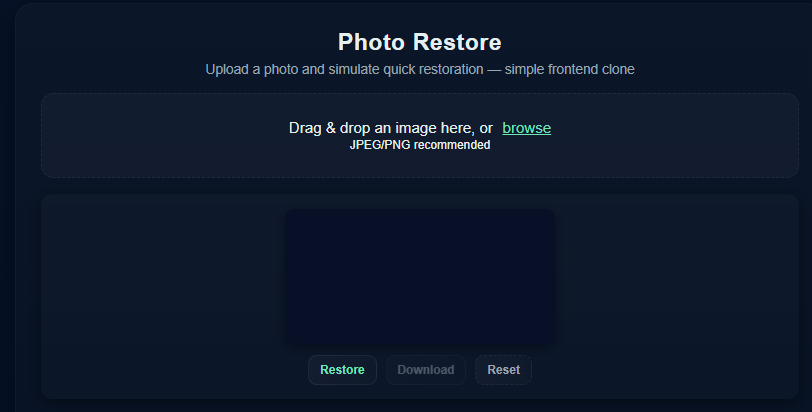 Photo Restore
Upload a photo and simulate quick restoration — simple frontend clone
Drag & drop an image here, or browse
JPEG/PNG recommended
Restore Download Reset